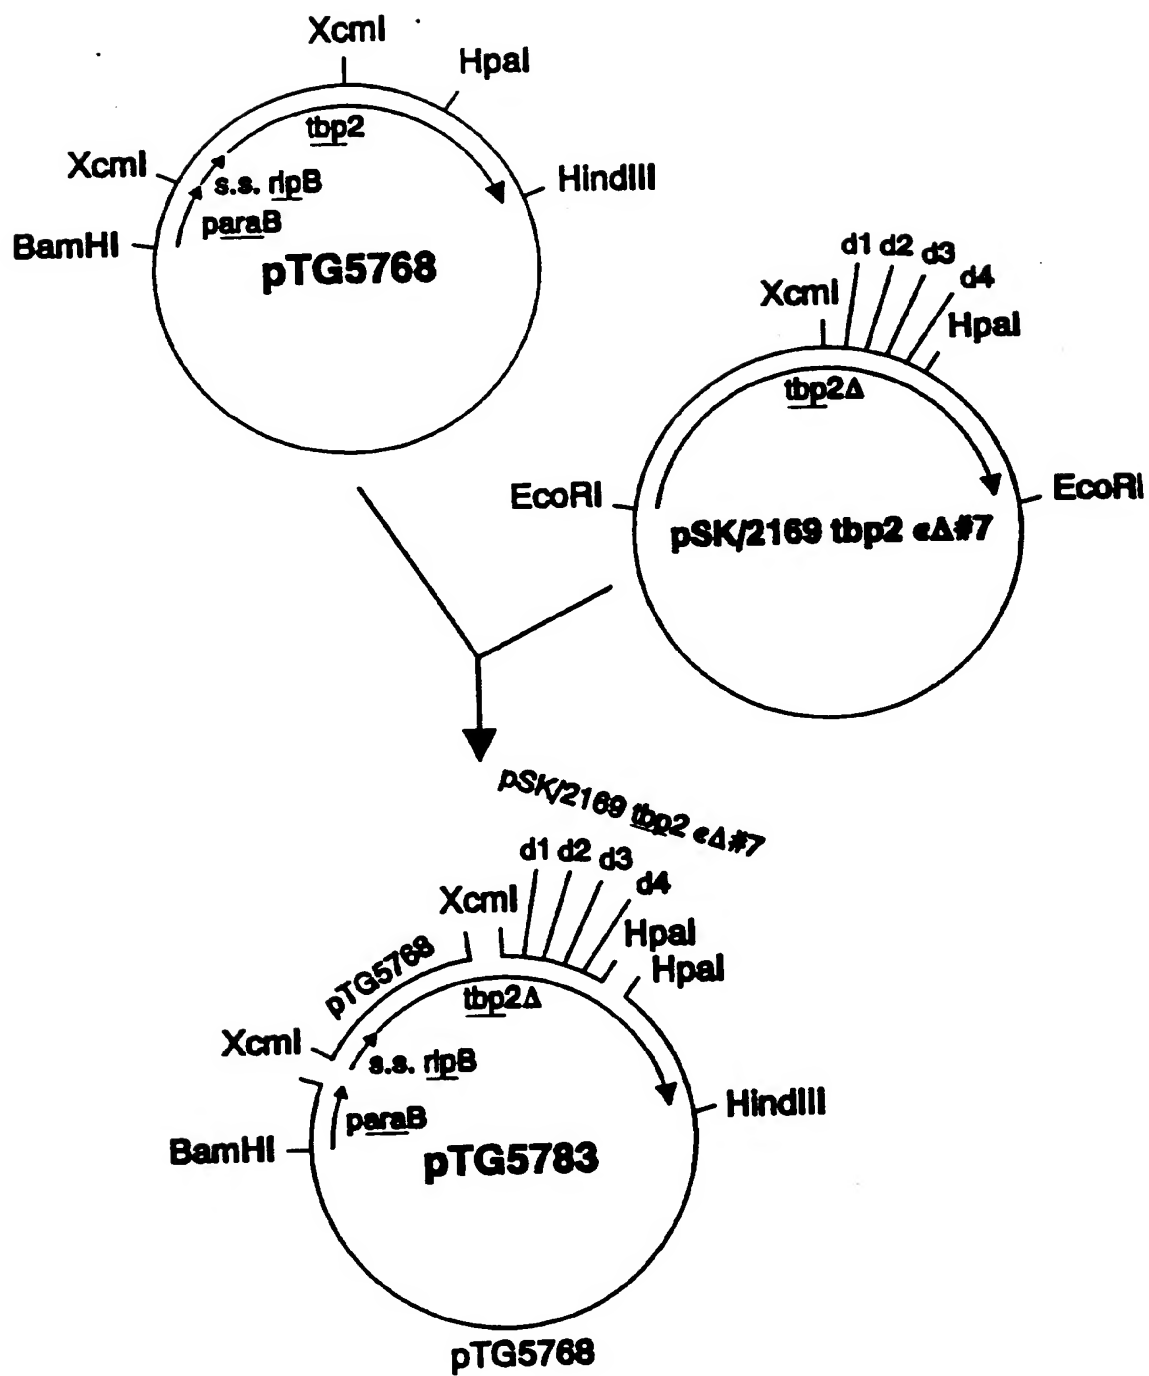 XcmI
HpaI
XcmI
tbp2
HindIII
s.s. rlpB
paraB
BamHI
pTG5768
d1 d2 d3 d4
XcmI
HpaI
tbp2Δ
EcoRI
EcoRI
pSK/2169 tbp2 eΔ#7
pSK/2169 tbp2 eΔ#7
d1 d2 d3 d4
XcmI
HpaI
HpaI
pTG5768
tbp2Δ
XcmI
s.s. rlpB
HindIII
paraB
BamHI
pTG5783
pTG5768